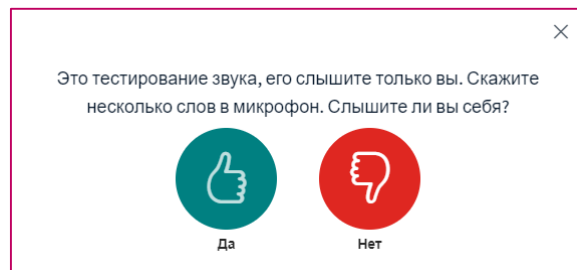 Это тестирование звука, его слышите только вы. Скажите
несколько слов в микрофон. Слышите ли вы себя?
Да
Нет